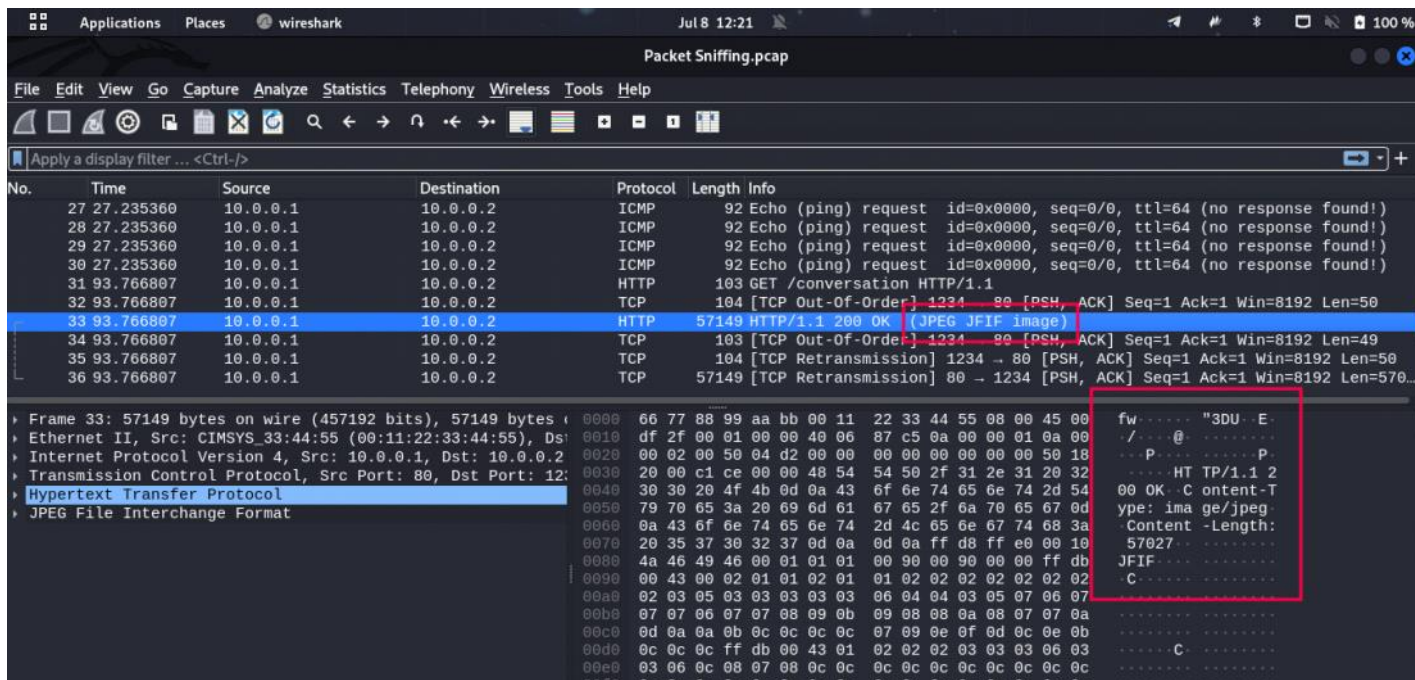 Applications Places wireshark Jul 8 12:21 100 %
Packet Sniffing.pcap
File Edit View Go Capture Analyze Statistics Telephony Wireless Tools Help
Apply a display filter ... <Ctrl-/>
No. Time Source Destination Protocol Length Info
27 27.235360 10.0.0.1 10.0.0.2 ICMP 92 Echo (ping) request id=0x0000, seq=0/0, ttl=64 (no response found!)
28 27.235360 10.0.0.1 10.0.0.2 ICMP 92 Echo (ping) request id=0x0000, seq=0/0, ttl=64 (no response found!)
29 27.235360 10.0.0.1 10.0.0.2 ICMP 92 Echo (ping) request id=0x0000, seq=0/0, ttl=64 (no response found!)
30 27.235360 10.0.0.1 10.0.0.2 ICMP 92 Echo (ping) request id=0x0000, seq=0/0, ttl=64 (no response found!)
31 93.766807 10.0.0.1 10.0.0.2 HTTP 103 GET /conversation HTTP/1.1
32 93.766807 10.0.0.1 10.0.0.2 TCP 104 [TCP Out-Of-Order] 1234 → 80 [PSH, ACK] Seq=1 Ack=1 Win=8192 Len=50
33 93.766807 10.0.0.1 10.0.0.2 HTTP 57149 HTTP/1.1 200 OK (JPEG JFIF image)
34 93.766807 10.0.0.1 10.0.0.2 TCP 103 [TCP Out-Of-Order] 1234 → 80 [PSH, ACK] Seq=1 Ack=1 Win=8192 Len=49
35 93.766807 10.0.0.1 10.0.0.2 TCP 104 [TCP Retransmission] 1234 → 80 [PSH, ACK] Seq=1 Ack=1 Win=8192 Len=50
36 93.766807 10.0.0.1 10.0.0.2 TCP 57149 [TCP Retransmission] 80 → 1234 [PSH, ACK] Seq=1 Ack=1 Win=8192 Len=570…
Frame 33: 57149 bytes on wire (457192 bits), 57149 bytes (
Ethernet II, Src: CIMSYS_33:44:55 (00:11:22:33:44:55), Ds
Internet Protocol Version 4, Src: 10.0.0.1, Dst: 10.0.0.2
Transmission Control Protocol, Src Port: 80, Dst Port: 12
Hypertext Transfer Protocol
JPEG File Interchange Format
0000 66 77 88 99 aa bb 00 11 22 33 44 55 08 00 45 00 fw······ "3DU··E·
0010 df 2f 00 01 00 00 40 06 87 c5 0a 00 00 01 0a 00 ·/····@· ········
0020 00 02 00 50 04 d2 00 00 00 00 00 00 00 00 50 18 ···P···· ······P·
0030 20 00 c1 ce 00 00 48 54 54 50 2f 31 2e 31 20 32 ·····HT TP/1.1 2
0040 30 30 20 4f 4b 0d 0a 43 6f 6e 74 65 6e 74 2d 54 00 OK··C ontent-T
0050 79 70 65 3a 20 69 6d 61 67 65 2f 6a 70 65 67 0d ype: ima ge/jpeg·
0060 0a 43 6f 6e 74 65 6e 74 2d 4c 65 6e 67 74 68 3a ·Content -Length:
0070 20 35 37 30 32 37 0d 0a 0d 0a ff d8 ff e0 00 10 57027·· ········
0080 4a 46 49 46 00 01 01 01 00 90 00 90 00 00 ff db JFIF···· ········
0090 00 43 00 02 01 01 02 01 01 02 02 02 02 02 02 02 ·C······ ········
00a0 02 03 05 03 03 03 03 03 06 04 04 03 05 07 06 07 ········ ········
00b0 07 07 06 07 07 08 09 0b 09 08 08 0a 08 07 07 0a ········ ········
00c0 0d 0a 0a 0b 0c 0c 0c 0c 07 09 0e 0f 0d 0c 0e 0b ········ ········
00d0 0c 0c 0c ff db 00 43 01 02 02 02 03 03 03 06 03 ······C· ········
00e0 03 06 0c 08 07 08 0c 0c 0c 0c 0c 0c 0c 0c 0c 0c ········ ········